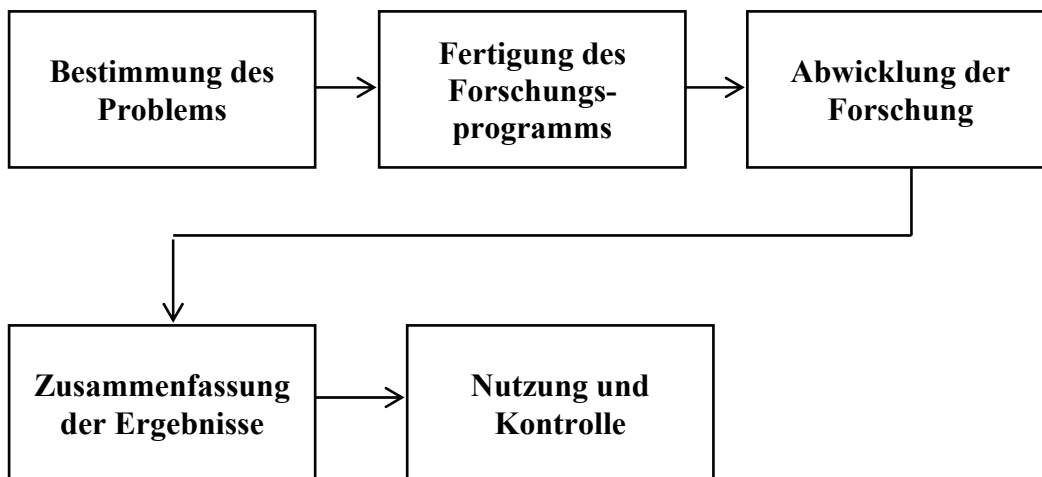 Bestimmung des
Problems
Fertigung des
Forschungs-
programms
Abwicklung der
Forschung
Zusammenfassung
der Ergebnisse
Nutzung und
Kontrolle